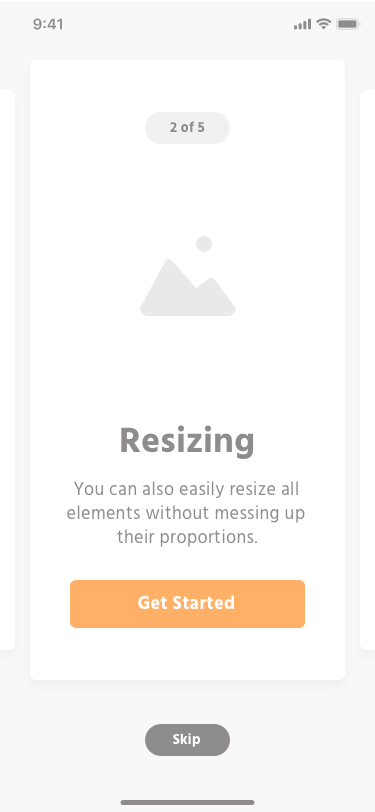 9:41
2 of 5
Resizing
You can also easily resize all
elements without messing up
their proportions.
Get Started
Skip